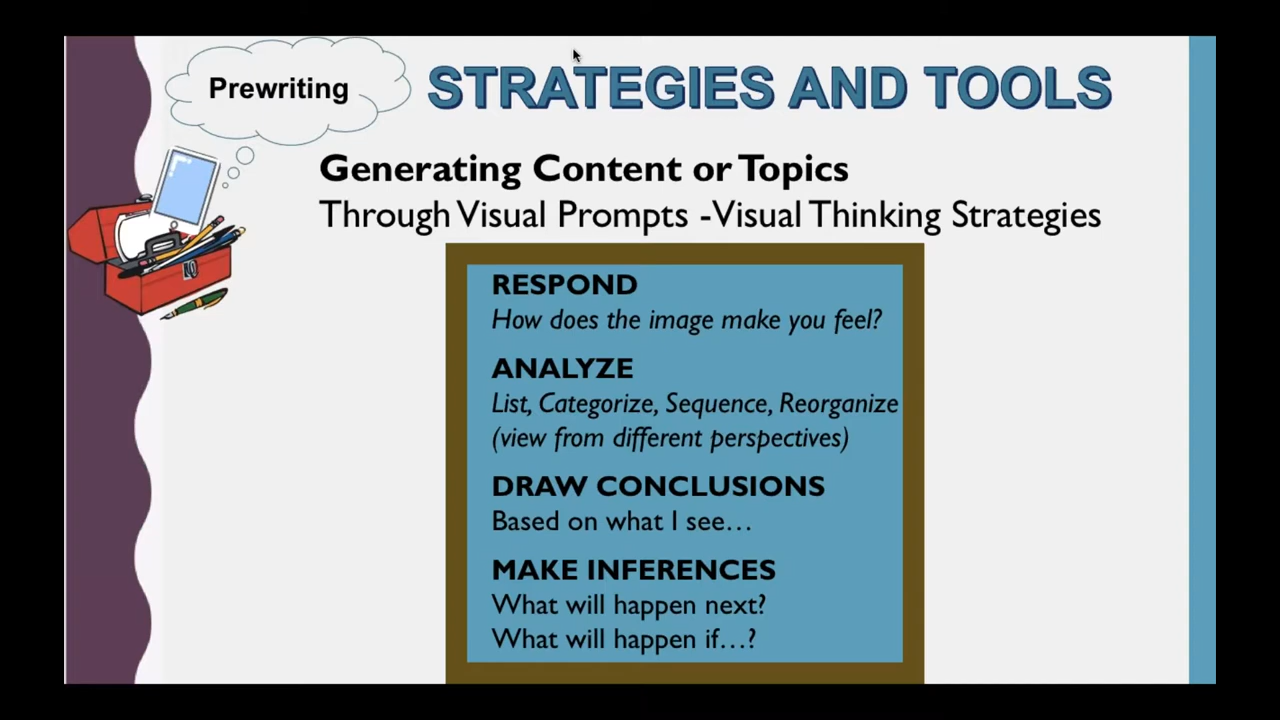 Prewriting
STRATEGIES AND TOOLS
Generating Content or Topics
Through Visual Prompts -Visual Thinking Strategies
RESPOND
How does the image make you feel?
ANALYZE
List, Categorize, Sequence, Reorganize
(view from different perspectives)
DRAW CONCLUSIONS
Based on what I see…
MAKE INFERENCES
What will happen next?
What will happen if…?